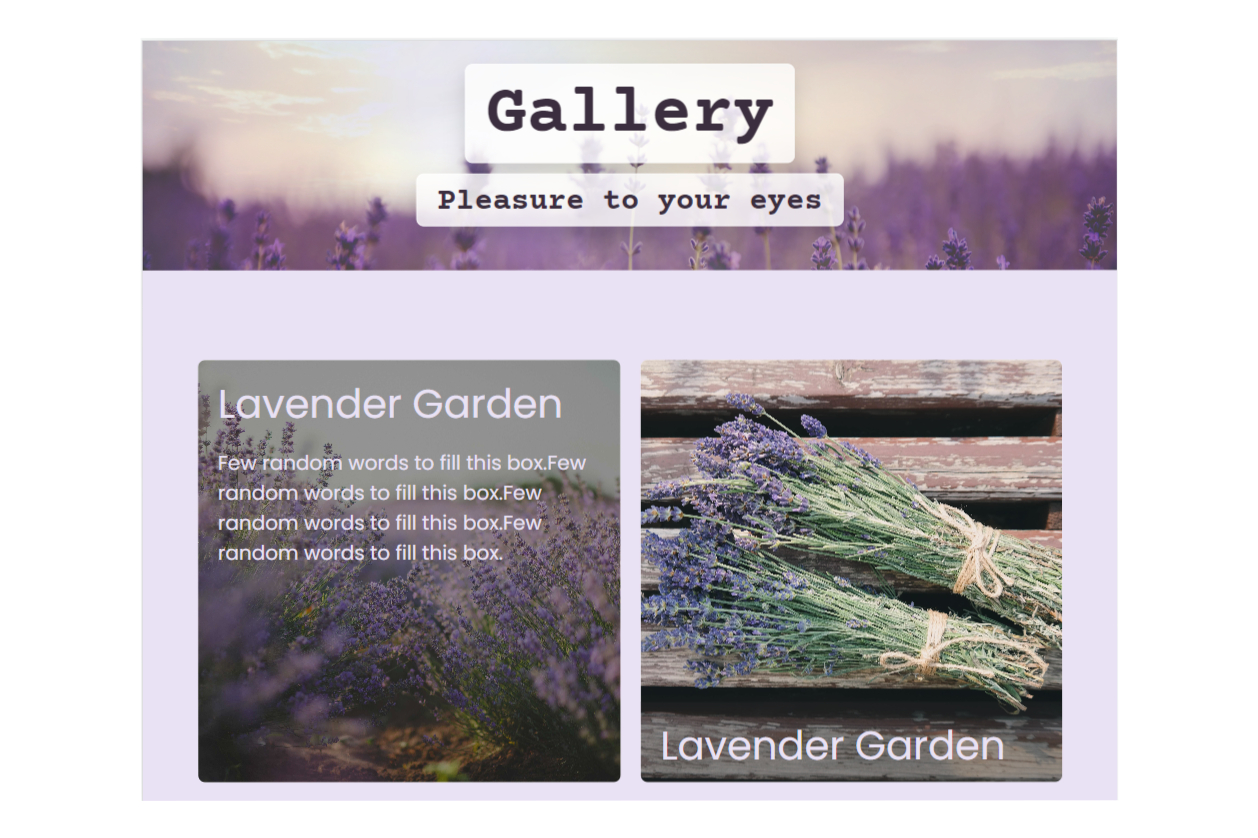 Gallery
Pleasure to your eyes
Lavender Garden
Few random words to fill this box.Few
random words to fill this box.Few
random words to fill this box.Few
random words to fill this box.
Lavender Garden